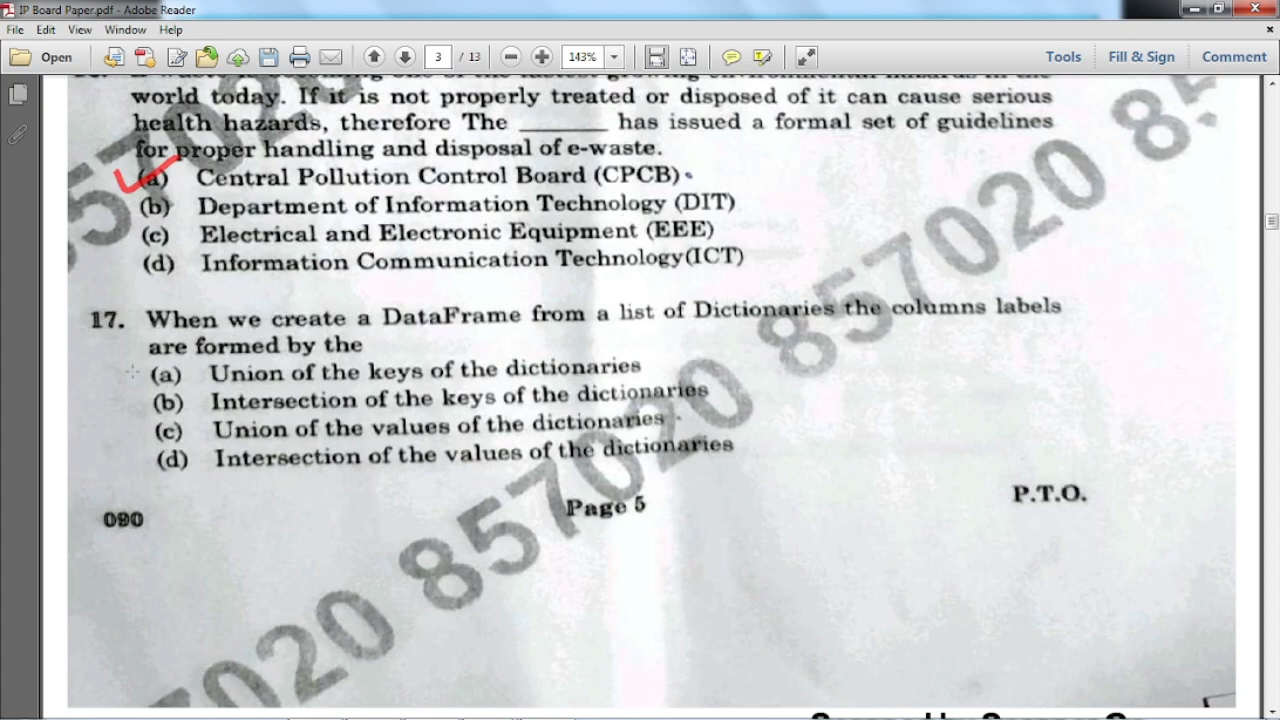 IP Board Paper.pdf - Adobe Reader
File Edit View Window Help
Open 3 / 13 143% Tools Fill & Sign Comment
world today. If it is not properly treated or disposed of it can cause serious
health hazards, therefore The ______ has issued a formal set of guidelines
for proper handling and disposal of e-waste.
(a) Central Pollution Control Board (CPCB)
(b) Department of Information Technology (DIT)
(c) Electrical and Electronic Equipment (EEE)
(d) Information Communication Technology(ICT)
17. When we create a DataFrame from a list of Dictionaries the columns labels
are formed by the
(a) Union of the keys of the dictionaries
(b) Intersection of the keys of the dictionaries
(c) Union of the values of the dictionaries
(d) Intersection of the values of the dictionaries
090 Page 5 P.T.O.
857020 857020 857020 85